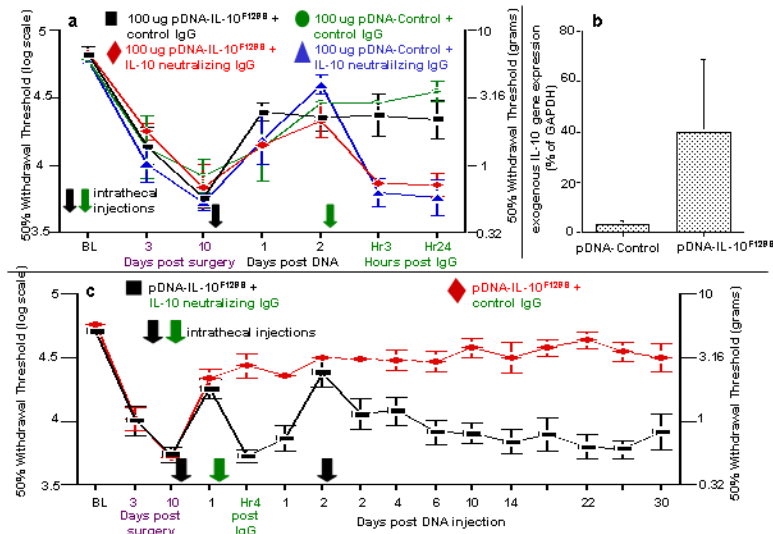 a
100 ug pDNA-IL-10F129B +
control IgG
100 ug pDNA-Control +
control IgG
100 ug pDNA-IL-10F129B +
IL-10 neutralizing IgG
100 ug pDNA-Control +
IL-10 neutralilzing IgG
50% Withdrawal Threshold (log scale)
5
4.5
4
3.5
10
3.16
1
0.32
50% Withdrawal Threshold (grams)
intrathecal
injections
BL 3 10 1 2 Hr3 Hr24
Days post surgery Days post DNA Hours post IgG
b
exogenous IL-10 gene expression
(% of GAPDH)
80
60
40
20
0
pDNA-Control pDNA-IL-10F129B
c
pDNA-IL-10F129B +
IL-10 neutralizing IgG
pDNA-IL-10F129B +
control IgG
intrathecal injections
50% Withdrawal Threshold (log scale)
5
4.5
4
3.5
10
3.16
1
0.32
50% Withdrawal Threshold (grams)
BL 3 10 1 Hr4 1 2 2 4 6 10 14 22 30
Days post
surgery
post
IgG
Days post DNA injection